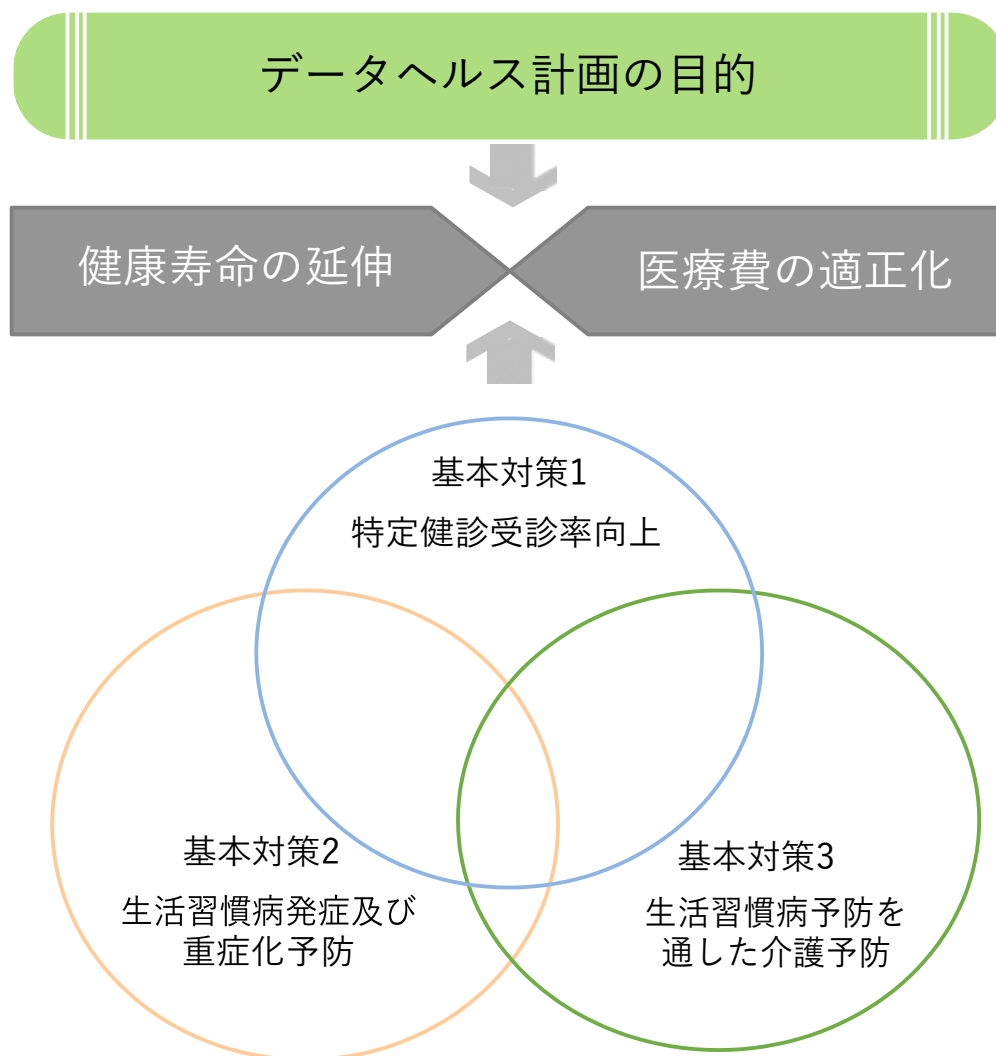 データヘルス計画の目的
健康寿命の延伸
医療費の適正化
基本対策1
特定健診受診率向上
基本対策2
生活習慣病発症及び
重症化予防
基本対策3
生活習慣病予防を
通した介護予防